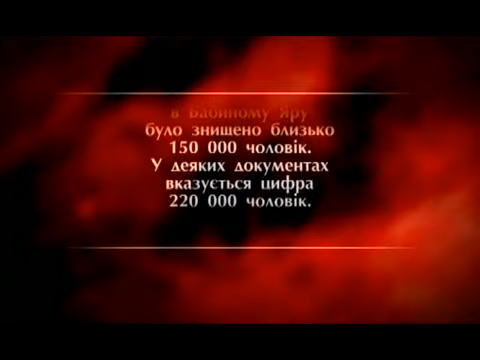 в Бабиному Яру
було знищено близько
150 000 чоловік.
У деяких документах
вказується цифра
220 000 чоловік.